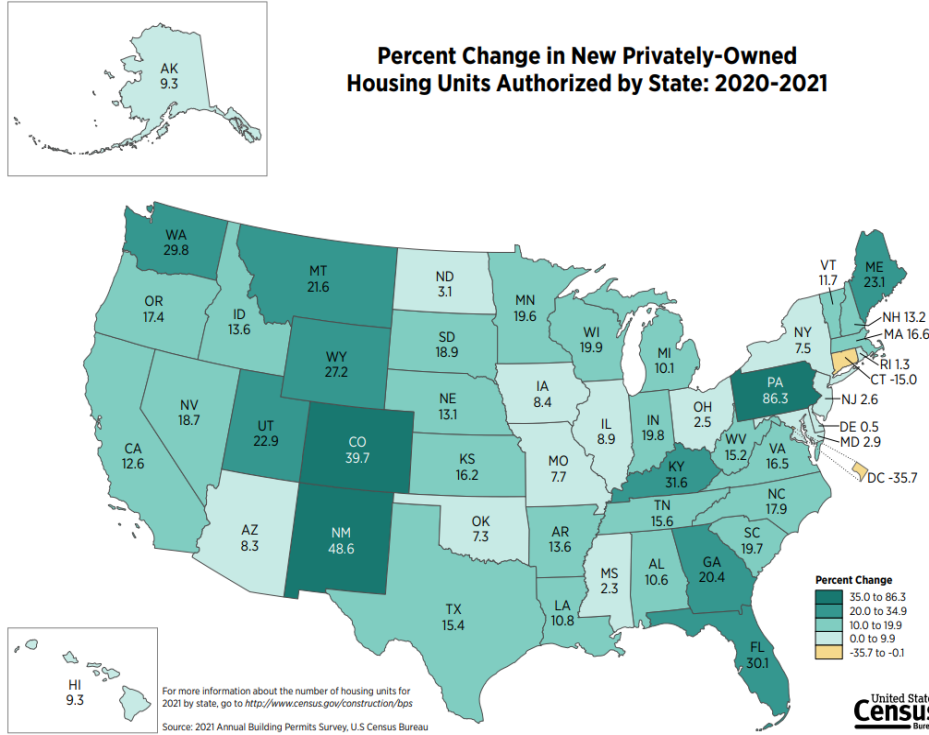 Percent Change in New Privately-Owned
Housing Units Authorized by State: 2020-2021
AK
9.3
WA
29.8
MT
21.6
ND
3.1
MN
19.6
VT
11.7
ME
23.1
OR
17.4
ID
13.6
WY
27.2
SD
18.9
WI
19.9
MI
10.1
NY
7.5
NH 13.2
MA 16.6
RI 1.3
CT -15.0
NJ 2.6
PA
86.3
DE 0.5
MD 2.9
DC -35.7
NV
18.7
UT
22.9
CO
39.7
NE
13.1
IA
8.4
IL
8.9
IN
19.8
OH
2.5
WV
15.2
VA
16.5
CA
12.6
KS
16.2
MO
7.7
KY
31.6
NC
17.9
TN
15.6
SC
19.7
AZ
8.3
NM
48.6
OK
7.3
AR
13.6
MS
2.3
AL
10.6
GA
20.4
TX
15.4
LA
10.8
FL
30.1
HI
9.3
Percent Change
35.0 to 86.3
20.0 to 34.9
10.0 to 19.9
0.0 to 9.9
-35.7 to -0.1
For more information about the number of housing units for
2021 by state, go to http://www.census.gov/construction/bps
Source: 2021 Annual Building Permits Survey, U.S Census Bureau
United State
Census
Bure